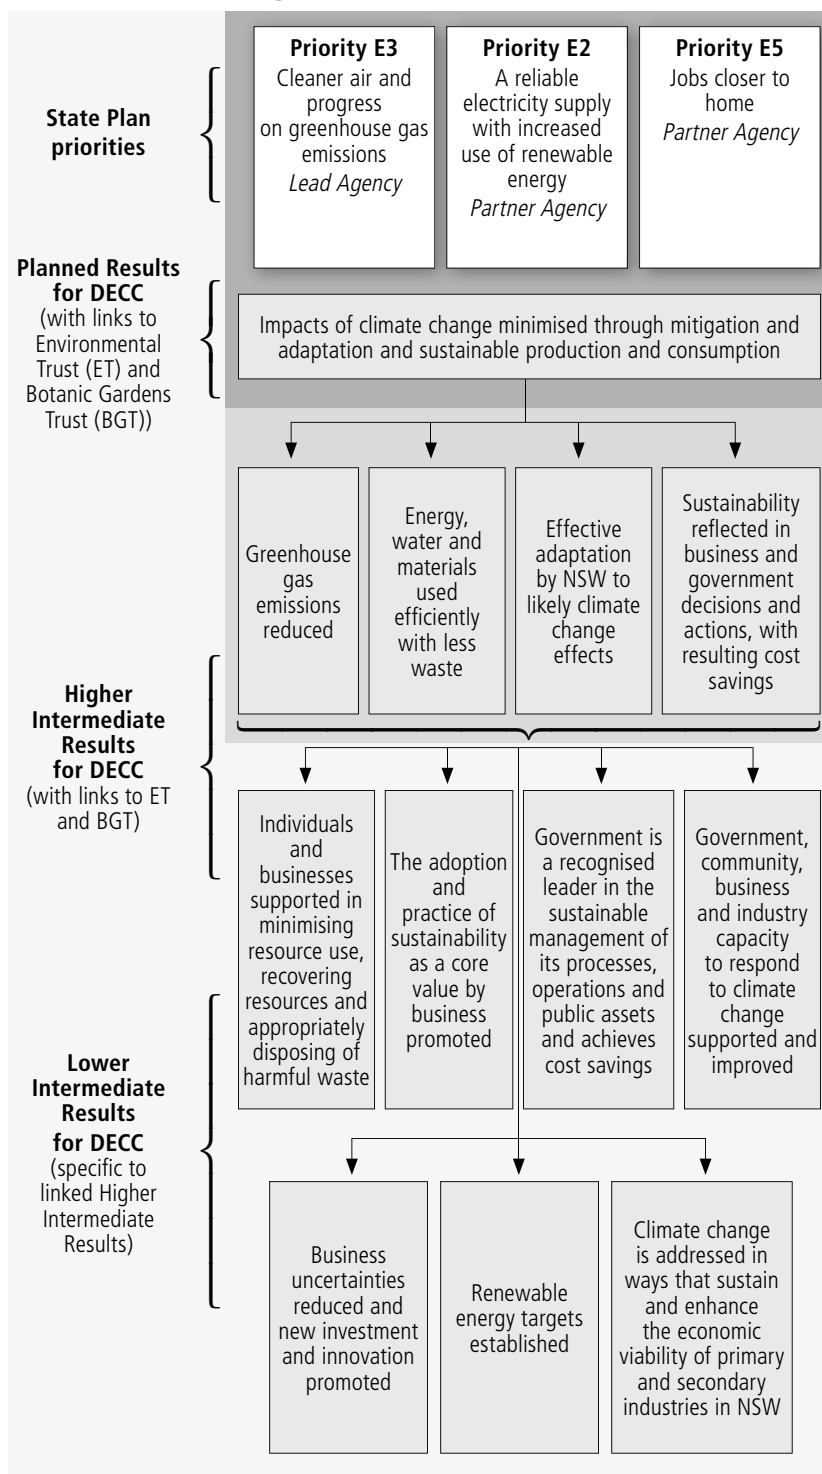 State Plan
priorities
Priority E3
Cleaner air and
progress
on greenhouse gas
emissions
Lead Agency
Priority E2
A reliable
electricity supply
with increased
use of renewable
energy
Partner Agency
Priority E5
Jobs closer to
home
Partner Agency
Planned Results
for DECC
(with links to
Environmental
Trust (ET) and
Botanic Gardens
Trust (BGT))
Impacts of climate change minimised through mitigation and
adaptation and sustainable production and consumption
Higher
Intermediate
Results
for DECC
(with links to ET
and BGT)
Greenhouse
gas
emissions
reduced
Energy,
water and
materials
used
efficiently
with less
waste
Effective
adaptation
by NSW to
likely climate
change
effects
Sustainability
reflected in
business and
government
decisions and
actions, with
resulting cost
savings
Lower
Intermediate
Results
for DECC
(specific to
linked Higher
Intermediate
Results)
Individuals
and
businesses
supported in
minimising
resource use,
recovering
resources and
appropriately
disposing of
harmful waste
The adoption
and
practice of
sustainability
as a core
value by
business
promoted
Government is
a recognised
leader in the
sustainable
management of
its processes,
operations and
public assets
and achieves
cost savings
Government,
community,
business
and industry
capacity
to respond
to climate
change
supported and
improved
Business
uncertainties
reduced and
new investment
and innovation
promoted
Renewable
energy targets
established
Climate change
is addressed in
ways that sustain
and enhance
the economic
viability of primary
and secondary
industries in NSW